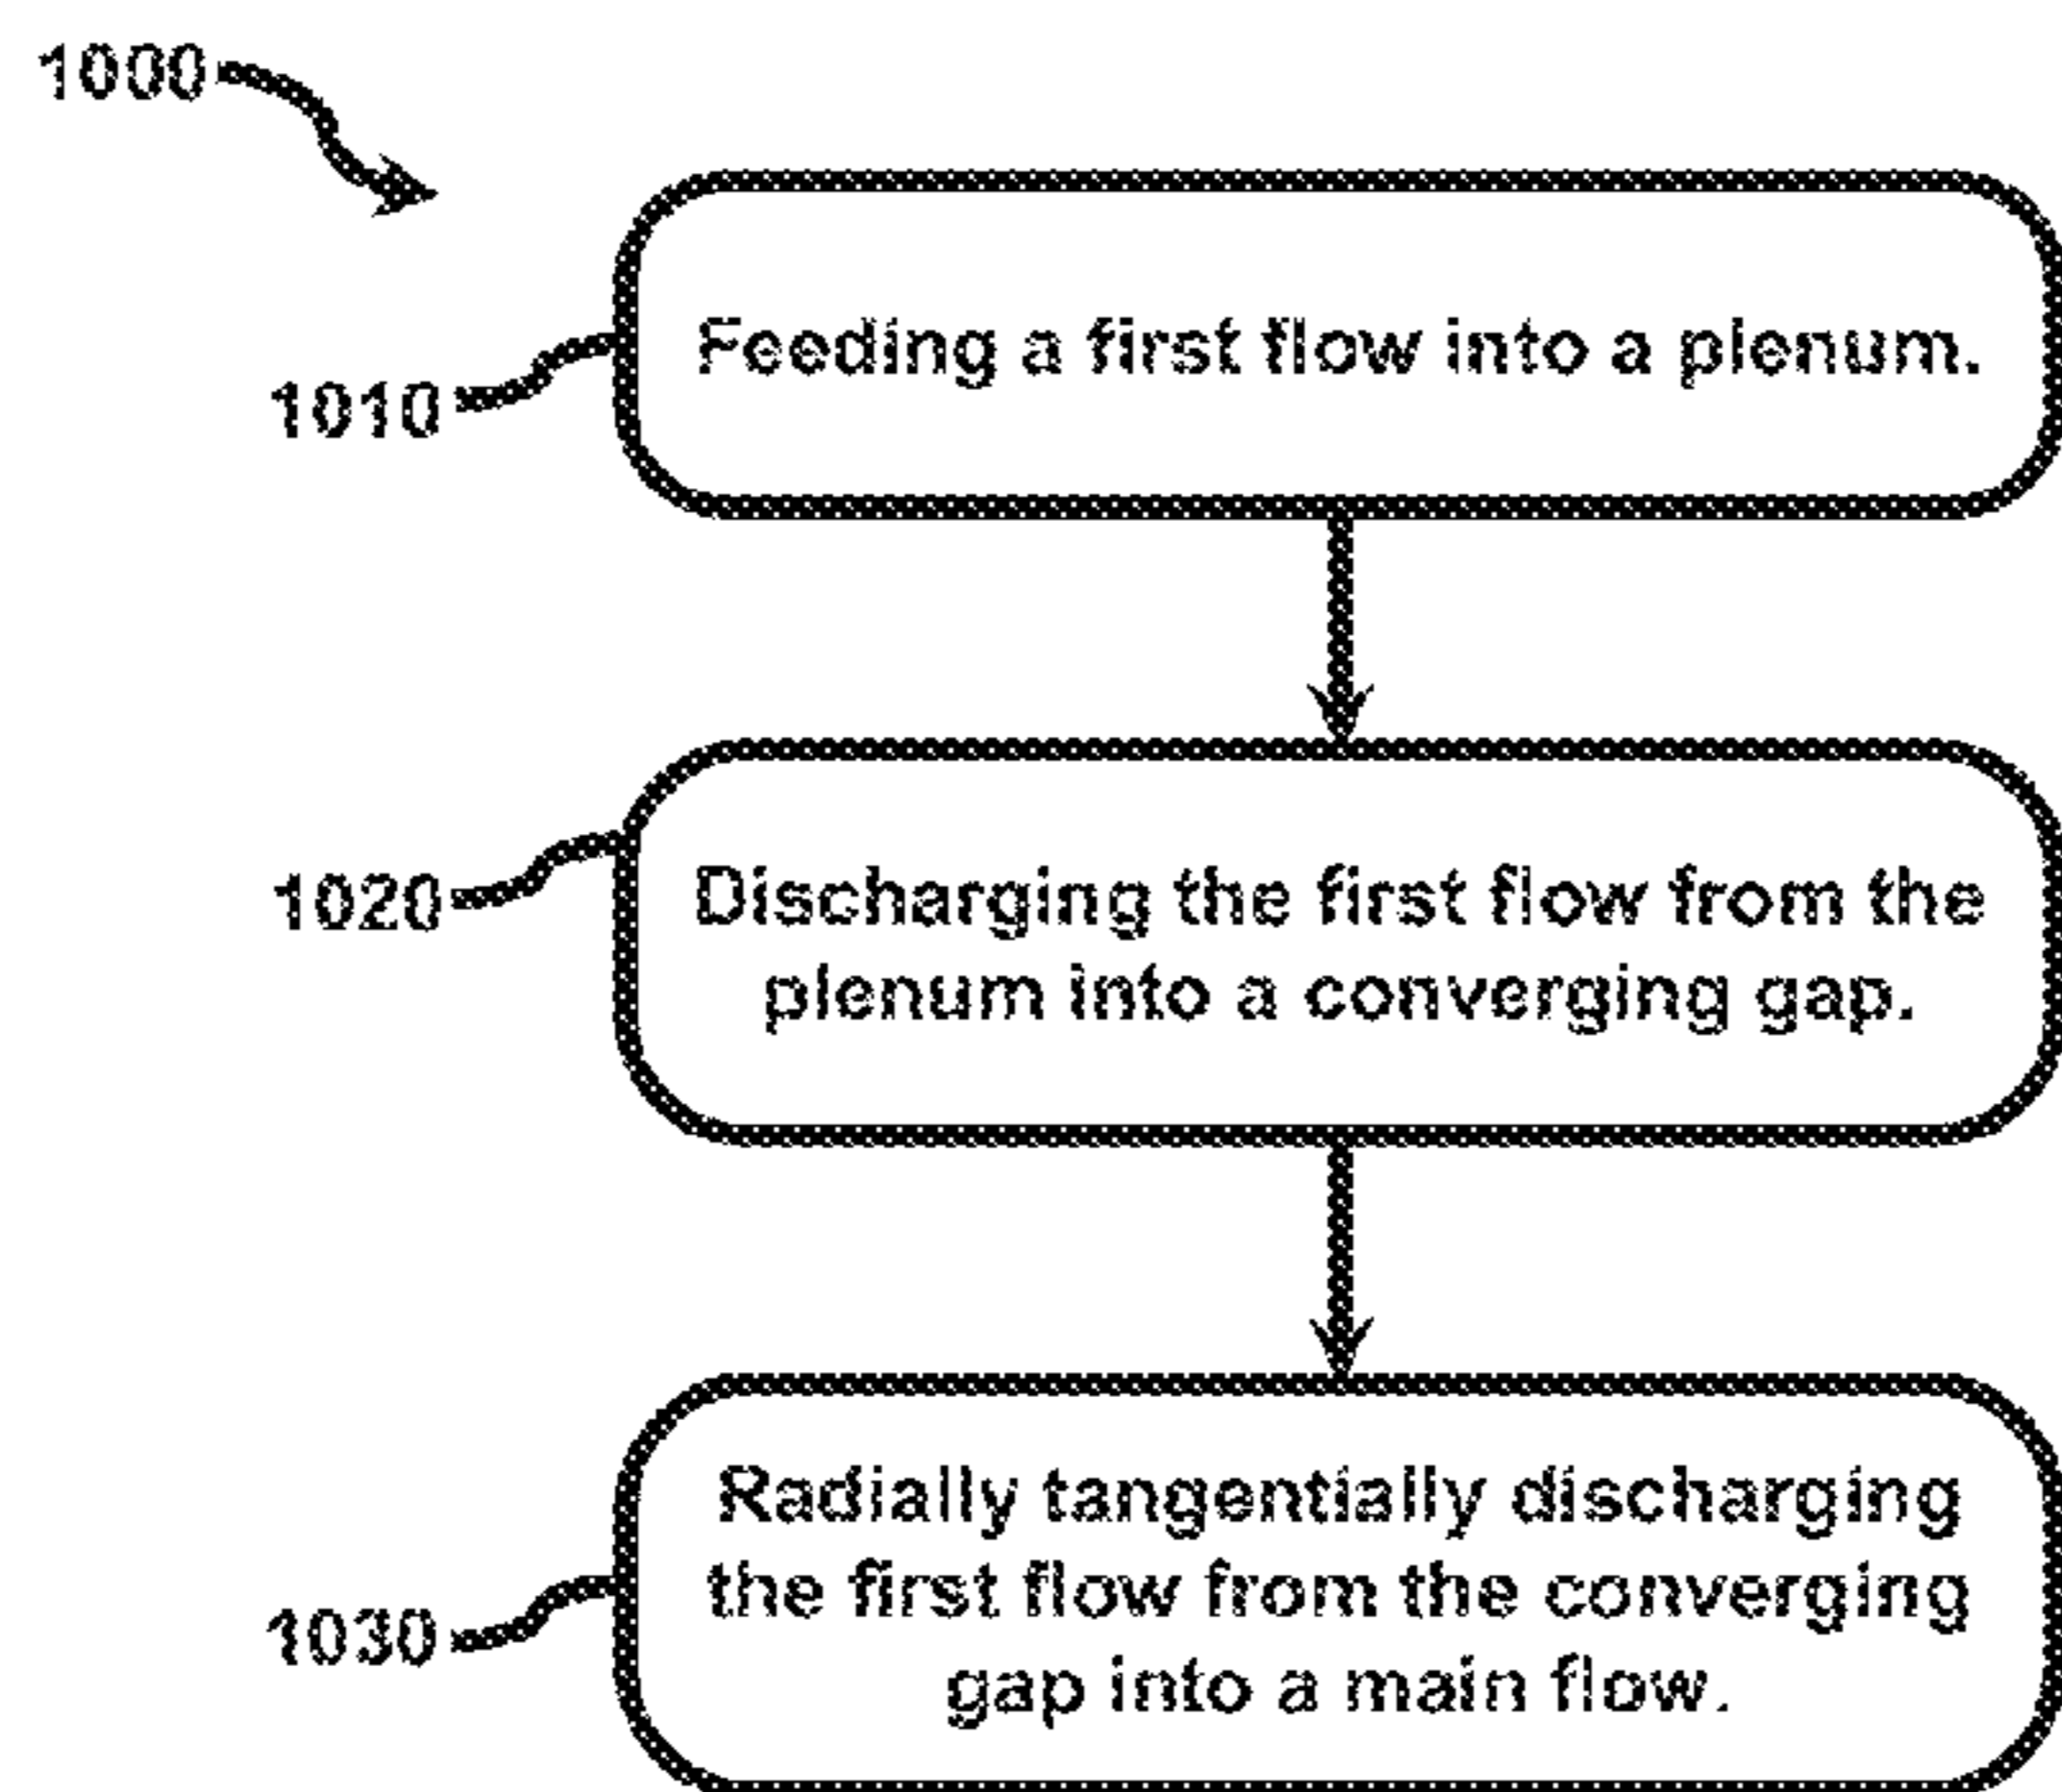 1000
1010
Feeding a first flow into a plenum.
1020
Discharging the first flow from the
plenum into a converging gap.
1030
Radially tangentially discharging
the first flow from the converging
gap into a main flow.